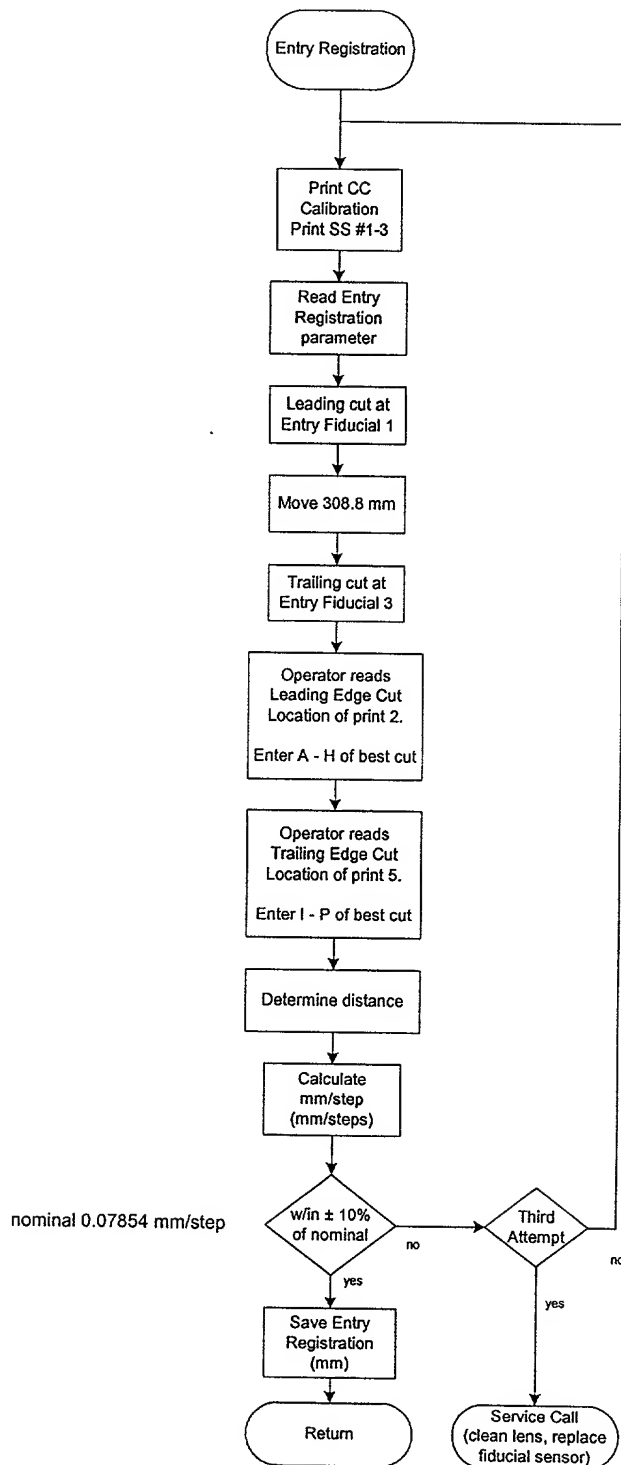 Entry Registration
Print CC
Calibration
Print SS #1-3
Read Entry
Registration
parameter
Leading cut at
Entry Fiducial 1
Move 308.8 mm
Trailing cut at
Entry Fiducial 3
Operator reads
Leading Edge Cut
Location of print 2.
Enter A - H of best cut
Operator reads
Trailing Edge Cut
Location of print 5.
Enter I - P of best cut
Determine distance
Calculate
mm/step
(mm/steps)
nominal 0.07854 mm/step
w/in ± 10%
of nominal
no
Third
Attempt
no
yes
yes
Save Entry
Registration
(mm)
Return
Service Call
(clean lens, replace
fiducial sensor)